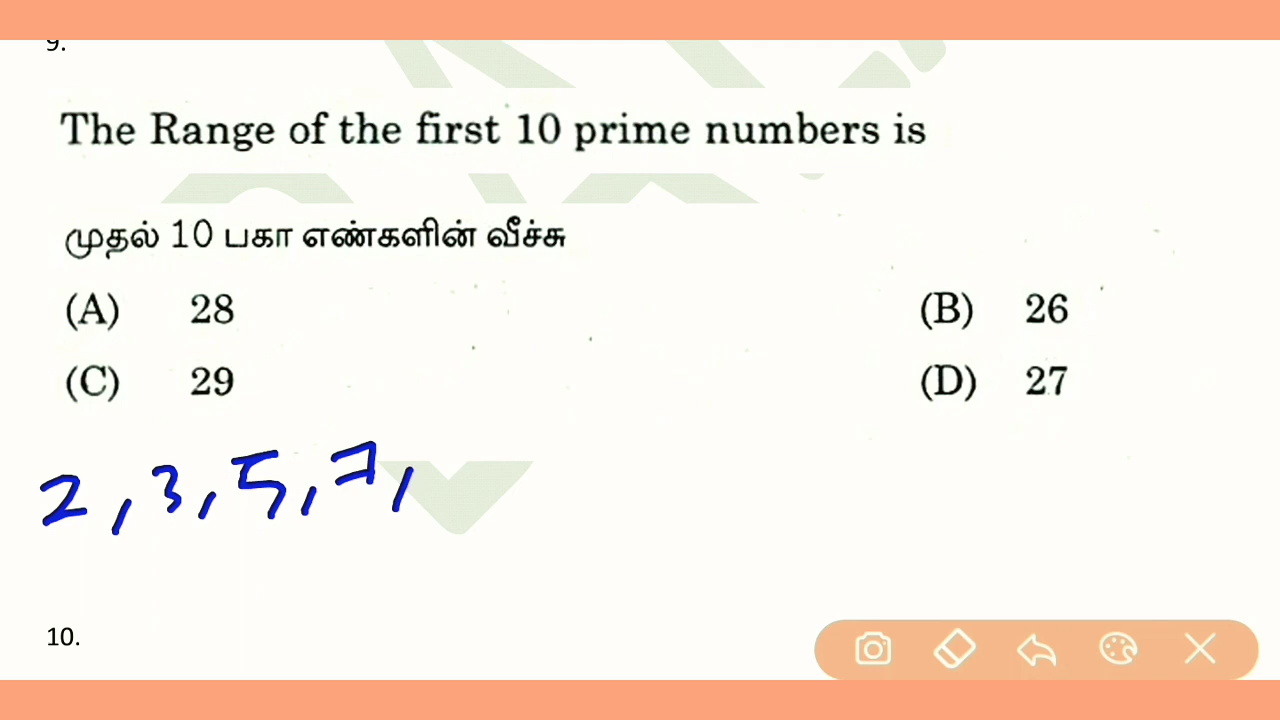 9.
The Range of the first 10 prime numbers is
முதல் 10 பகா எண்களின் வீச்சு
(A) 28 (B) 26
(C) 29 (D) 27
2, 3, 5, 7,
10.